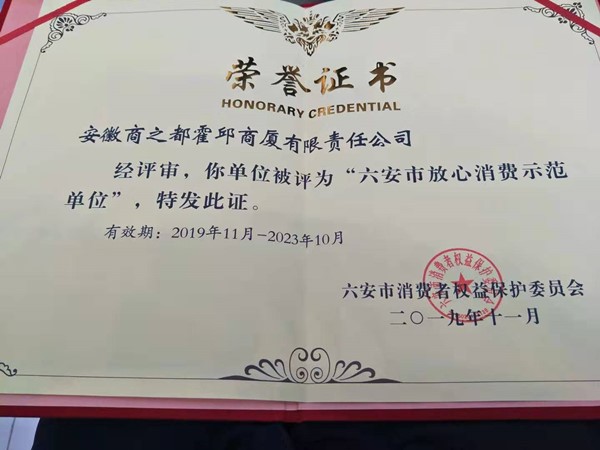 荣誉证书
HONORARY CREDENTIAL
安徽商之都霍邱商厦有限责任公司
经评审，你单位被评为“六安市放心消费示范
单位”，特发此证。
有效期：2019年11月-2023年10月
六安市消费者权益保护委员会
二〇一九年十一月